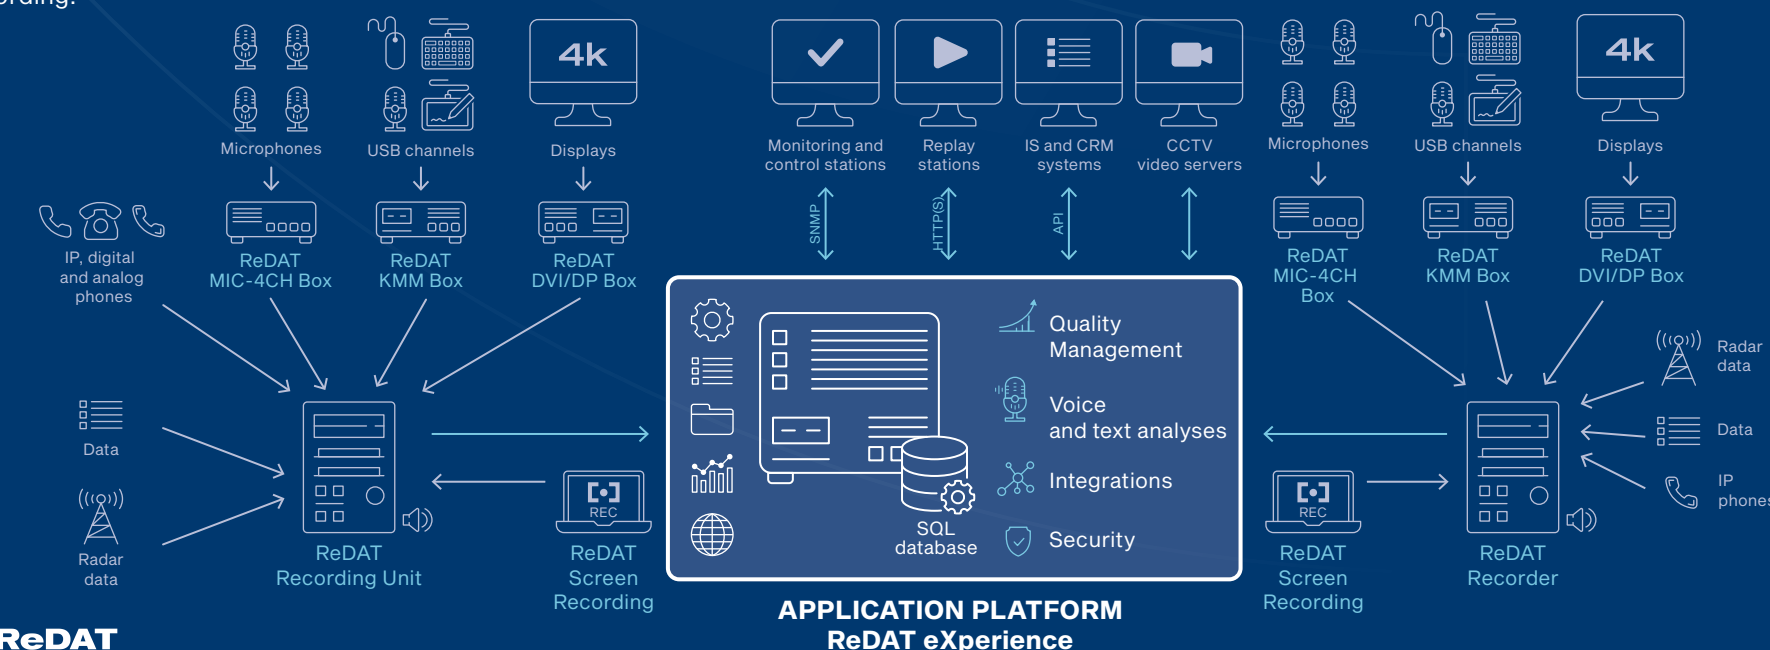 4k
4k
Microphones
USB channels
Displays
Monitoring and
control stations
Replay
stations
IS and CRM
systems
CCTV
video servers
Microphones
USB channels
Displays
SNMP
HTTP(S)
API
IP, digital
and analog
phones
ReDAT
MIC-4CH Box
ReDAT
KMM Box
ReDAT
DVI/DP Box
ReDAT
MIC-4CH
Box
ReDAT
KMM Box
ReDAT
DVI/DP Box
Quality
Management
Voice
and text analyses
Integrations
Security
SQL
database
Data
Radar
data
REC
ReDAT
Recording Unit
ReDAT
Screen
Recording
Radar
data
Data
IP
phones
REC
ReDAT
Screen
Recording
ReDAT
Recorder
APPLICATION PLATFORM
ReDAT eXperience
ReDAT